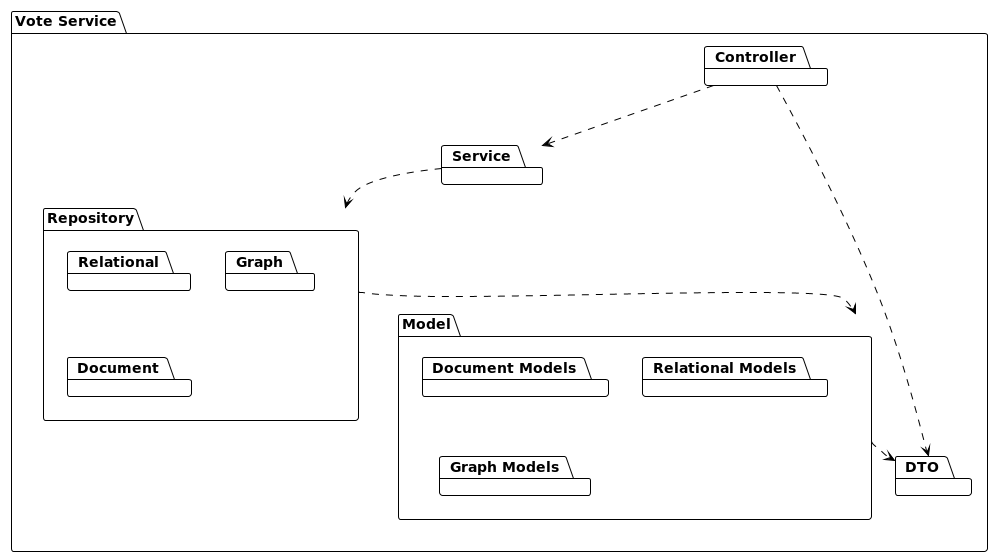 Vote Service
Controller
Service
Repository
Relational
Graph
Document
Model
Document Models
Relational Models
Graph Models
DTO